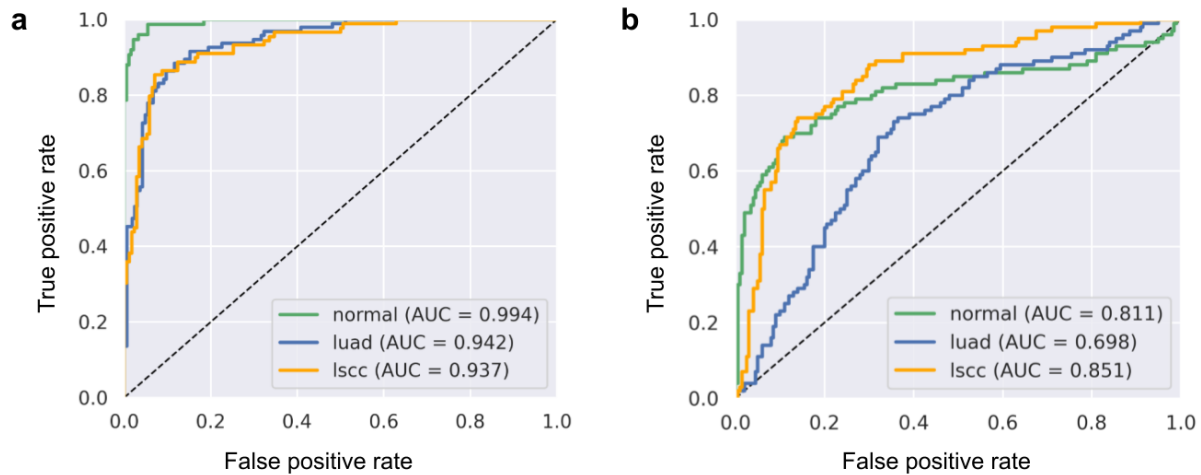 a
1.0
0.8
0.6
0.4
0.2
0.0
True positive rate
normal (AUC = 0.994)
luad (AUC = 0.942)
lscc (AUC = 0.937)
0.0 0.2 0.4 0.6 0.8 1.0
False positive rate
b
1.0
0.8
0.6
0.4
0.2
0.0
True positive rate
normal (AUC = 0.811)
luad (AUC = 0.698)
lscc (AUC = 0.851)
0.0 0.2 0.4 0.6 0.8 1.0
False positive rate